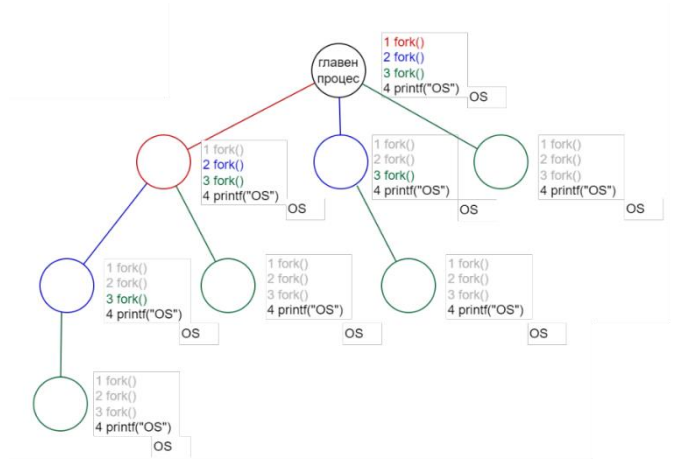 главен
процес
1 fork()
2 fork()
3 fork()
4 printf("OS")
OS
1 fork()
2 fork()
3 fork()
4 printf("OS")
OS
1 fork()
2 fork()
3 fork()
4 printf("OS")
OS
1 fork()
2 fork()
3 fork()
4 printf("OS")
OS
1 fork()
2 fork()
3 fork()
4 printf("OS")
OS
1 fork()
2 fork()
3 fork()
4 printf("OS")
OS
1 fork()
2 fork()
3 fork()
4 printf("OS")
OS
1 fork()
2 fork()
3 fork()
4 printf("OS")
OS